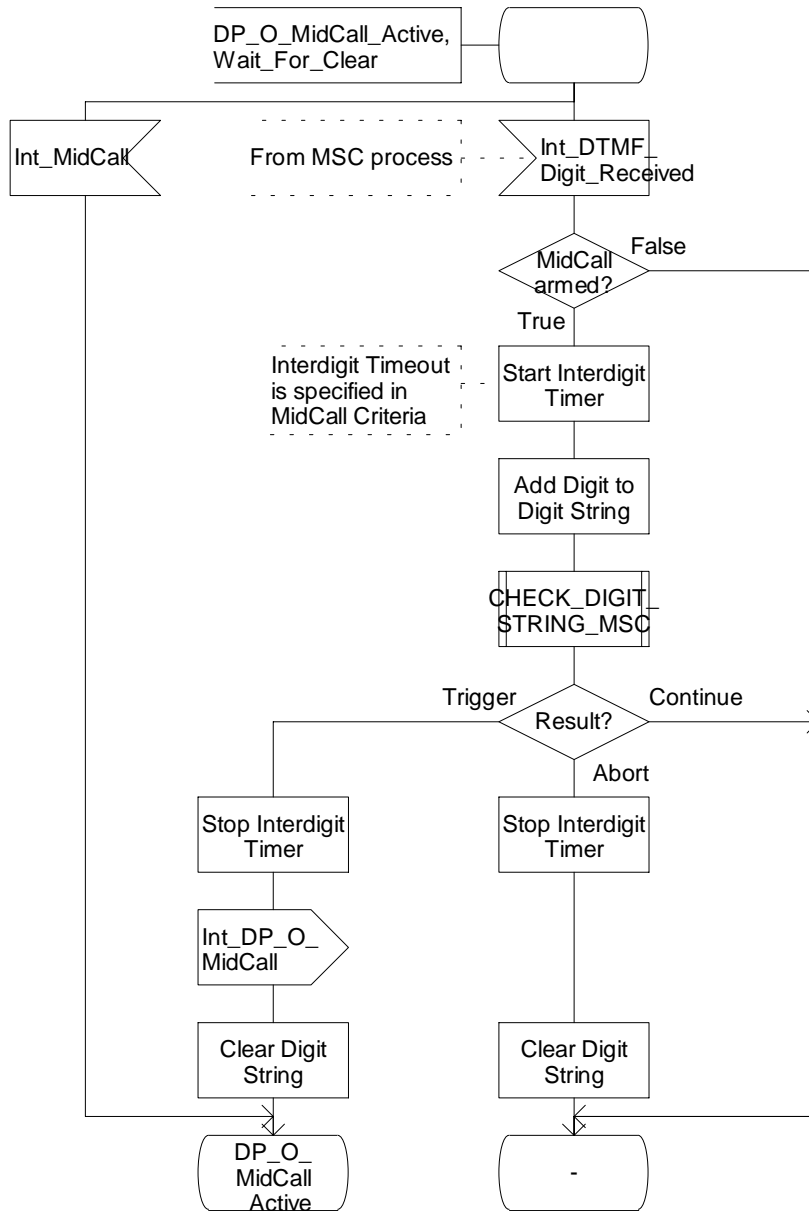 DP_O_MidCall_Active,
Wait_For_Clear
Int_MidCall
From MSC process
Int_DTMF_
Digit_Received
MidCall
armed?
False
True
Interdigit Timeout
is specified in
MidCall Criteria
Start Interdigit
Timer
Add Digit to
Digit String
CHECK_DIGIT_
STRING_MSC
Trigger
Result?
Continue
Abort
Stop Interdigit
Timer
Stop Interdigit
Timer
Int_DP_O_
MidCall
Clear Digit
String
Clear Digit
String
DP_O_
MidCall
Active
-